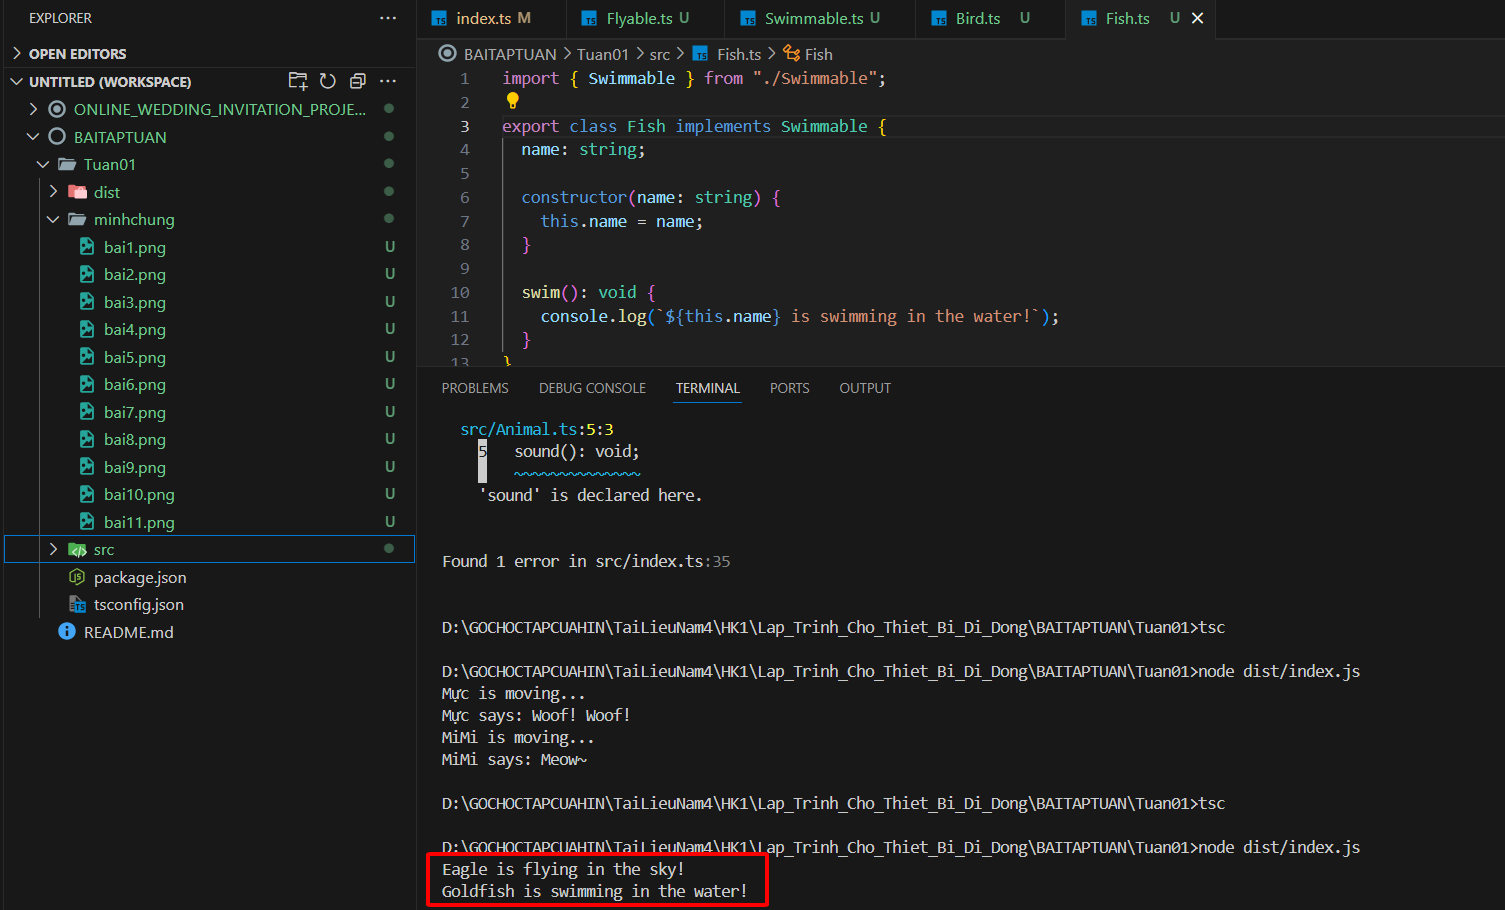 EXPLORER
OPEN EDITORS
UNTITLED (WORKSPACE)
ONLINE_WEDDING_INVITATION_PROJE...
BAITAPTUAN
Tuan01
dist
minhchung
bai1.png U
bai2.png U
bai3.png U
bai4.png U
bai5.png U
bai6.png U
bai7.png U
bai8.png U
bai9.png U
bai10.png U
bai11.png U
src
package.json
tsconfig.json
README.md
index.ts M
Flyable.ts U
Swimmable.ts U
Bird.ts U
Fish.ts U
BAITAPTUAN > Tuan01 > src > Fish.ts > Fish
1 import { Swimmable } from "./Swimmable";
2
3 export class Fish implements Swimmable {
4 name: string;
5
6 constructor(name: string) {
7 this.name = name;
8 }
9
10 swim(): void {
11 console.log(`${this.name} is swimming in the water!`);
12 }
13 }
PROBLEMS DEBUG CONSOLE TERMINAL PORTS OUTPUT
src/Animal.ts:5:3
5 sound(): void;
~~~~~~~~~~~~~~
'sound' is declared here.
Found 1 error in src/index.ts:35
D:\GOCHOCTAPCUAHIN\TaiLieuNam4\HK1\Lap_Trinh_Cho_Thiet_Bi_Di_Dong\BAITAPTUAN\Tuan01>tsc
D:\GOCHOCTAPCUAHIN\TaiLieuNam4\HK1\Lap_Trinh_Cho_Thiet_Bi_Di_Dong\BAITAPTUAN\Tuan01>node dist/index.js
Mực is moving...
Mực says: Woof! Woof!
MiMi is moving...
MiMi says: Meow~
D:\GOCHOCTAPCUAHIN\TaiLieuNam4\HK1\Lap_Trinh_Cho_Thiet_Bi_Di_Dong\BAITAPTUAN\Tuan01>tsc
D:\GOCHOCTAPCUAHIN\TaiLieuNam4\HK1\Lap_Trinh_Cho_Thiet_Bi_Di_Dong\BAITAPTUAN\Tuan01>node dist/index.js
Eagle is flying in the sky!
Goldfish is swimming in the water!